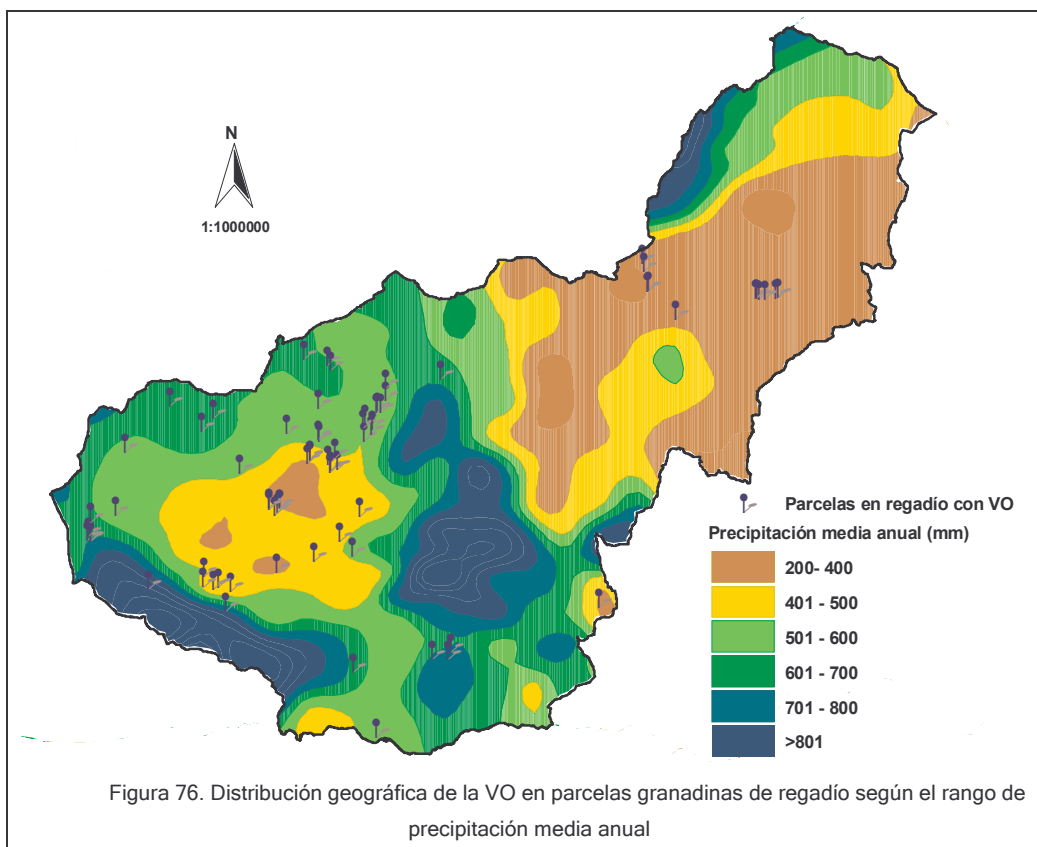 N
1:1000000
Parcelas en regadío con VO
Precipitación media anual (mm)
200- 400
401 - 500
501 - 600
601 - 700
701 - 800
>801
Figura 76. Distribución geográfica de la VO en parcelas granadinas de regadío según el rango de
precipitación media anual